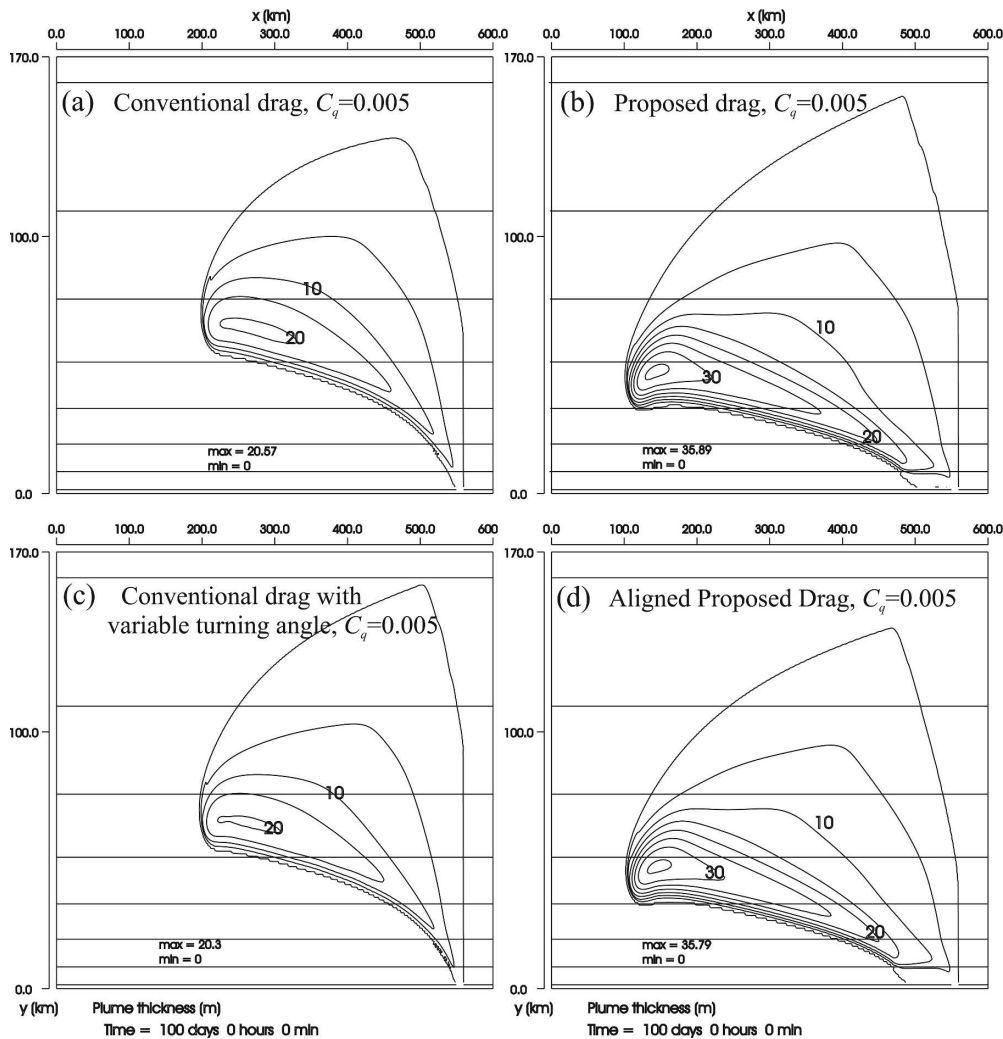 x (km)
0.0 100.0 200.0 300.0 400.0 500.0 600.0
170.0
(a) Conventional drag, Cq=0.005
10
100.0
20
max = 20.57
min = 0
0.0
x (km)
0.0 100.0 200.0 300.0 400.0 500.0 600.0
170.0
(b) Proposed drag, Cq=0.005
10
100.0
30
20
max = 35.89
min = 0
0.0
0.0 100.0 200.0 300.0 400.0 500.0 600
170.0
(c) Conventional drag with
variable turning angle, Cq=0.005
10
100.0
20
max = 20.3
min = 0
0.0
y (km) Plume thickness (m)
Time = 100 days 0 hours 0 min
0.0 100.0 200.0 300.0 400.0 500.0 600.0
170.0
(d) Aligned Proposed Drag, Cq=0.005
10
100.0
30
20
max = 35.79
min = 0
0.0
y (km) Plume thickness (m)
Time = 100 days 0 hours 0 min